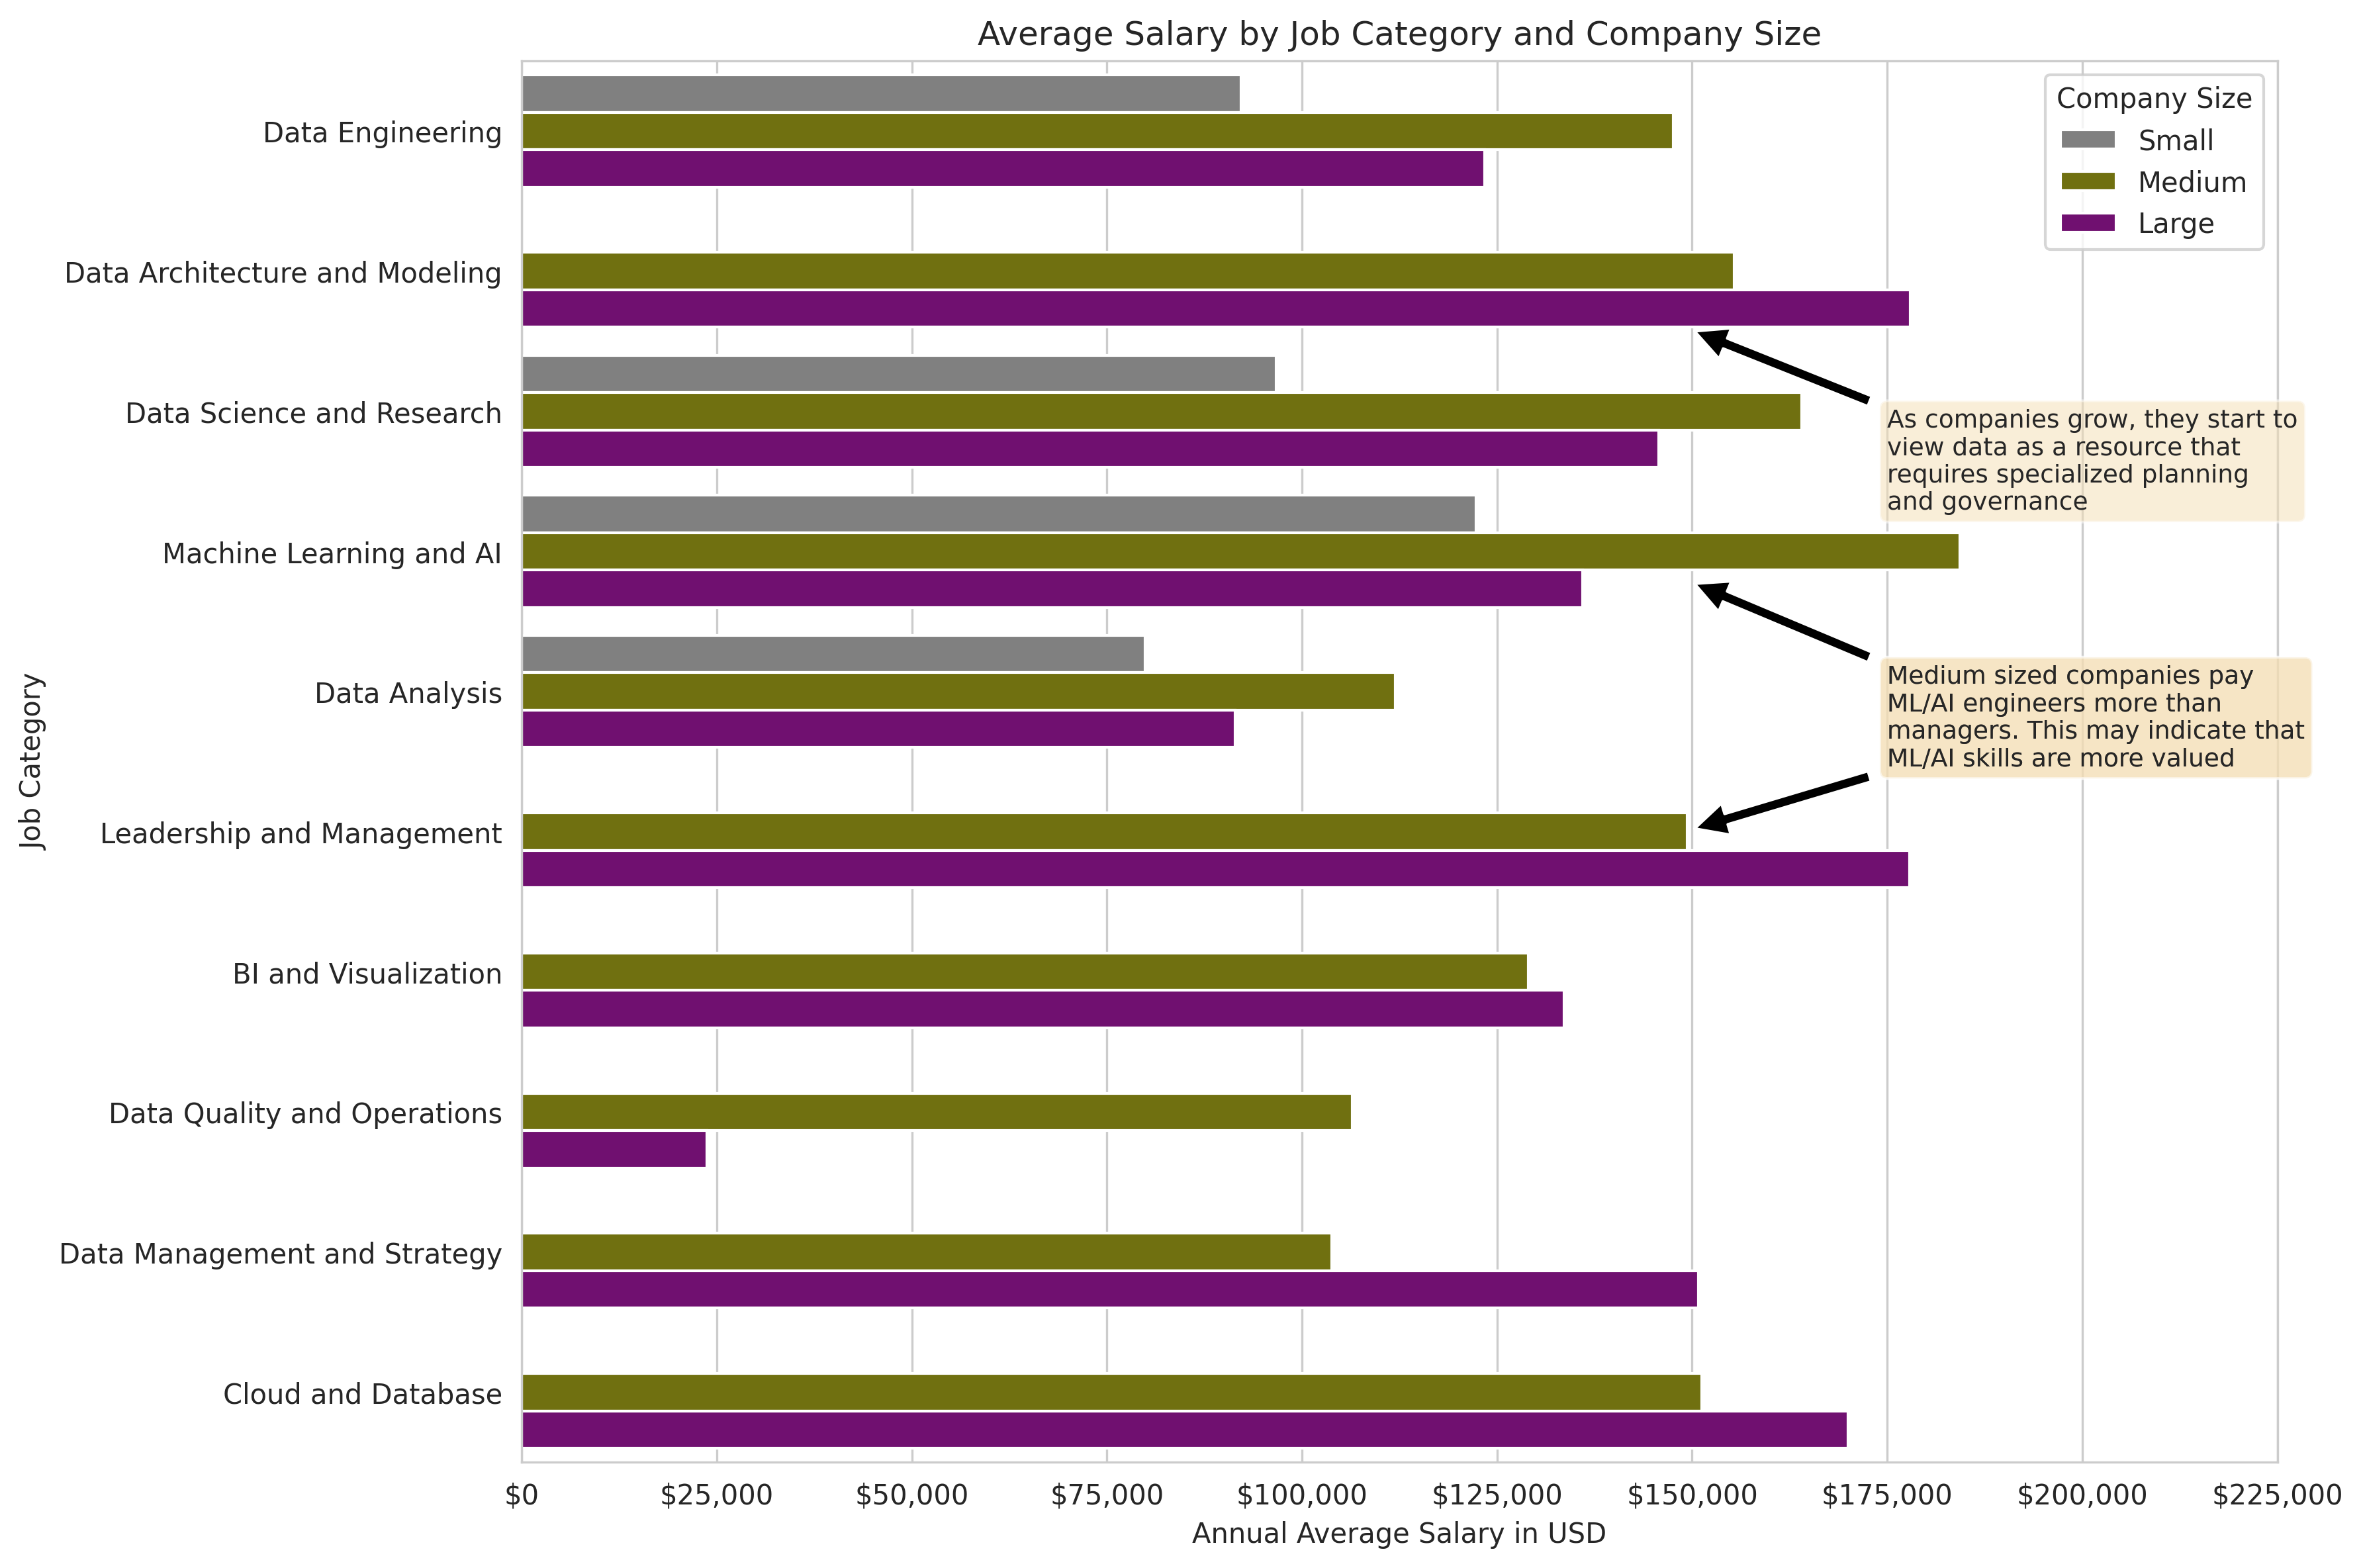 Average Salary by Job Category and Company Size
Company Size
Small
Medium
Large
Data Engineering
Data Architecture and Modeling
Data Science and Research
Machine Learning and AI
Data Analysis
Leadership and Management
BI and Visualization
Data Quality and Operations
Data Management and Strategy
Cloud and Database
Job Category
As companies grow, they start to
view data as a resource that
requires specialized planning
and governance
Medium sized companies pay
ML/AI engineers more than
managers. This may indicate that
ML/AI skills are more valued
$0
$25,000
$50,000
$75,000
$100,000
$125,000
$150,000
$175,000
$200,000
$225,000
Annual Average Salary in USD